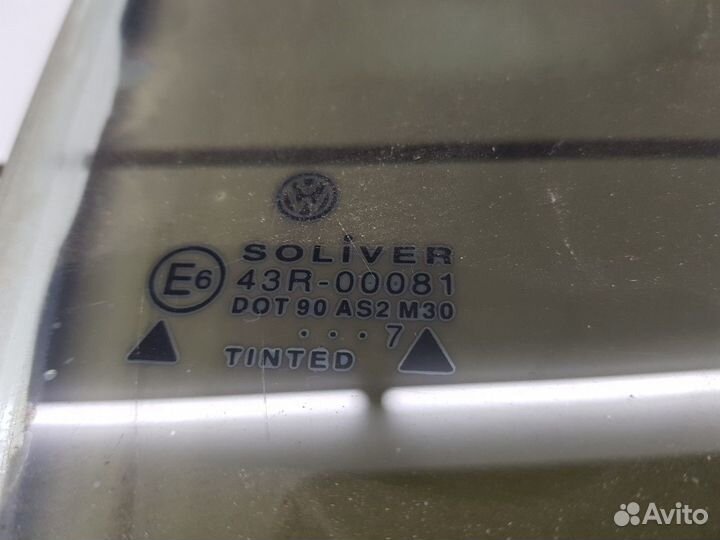 SOLiVER
E6 43R-00081
DOT 90 AS2 M30
. . . 7
TINTED
Avito